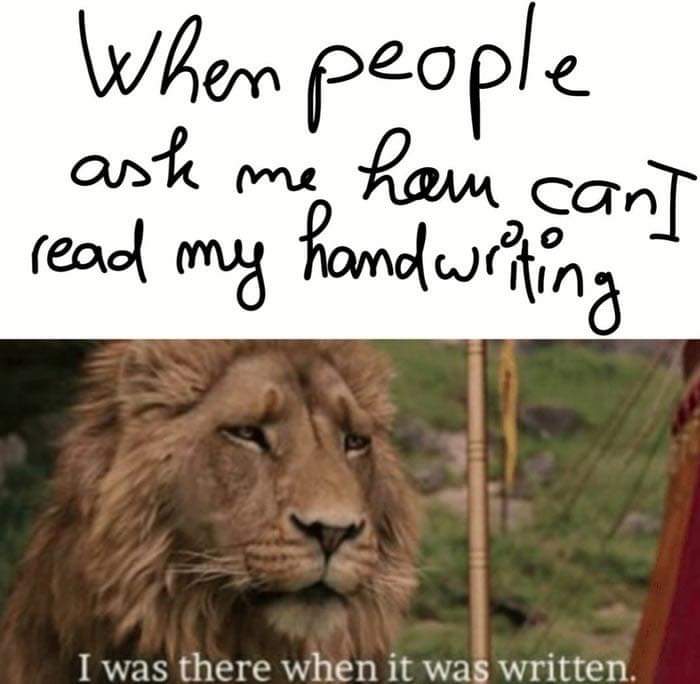 When people
ask me how can I
read my handwriting
I was there when it was written.